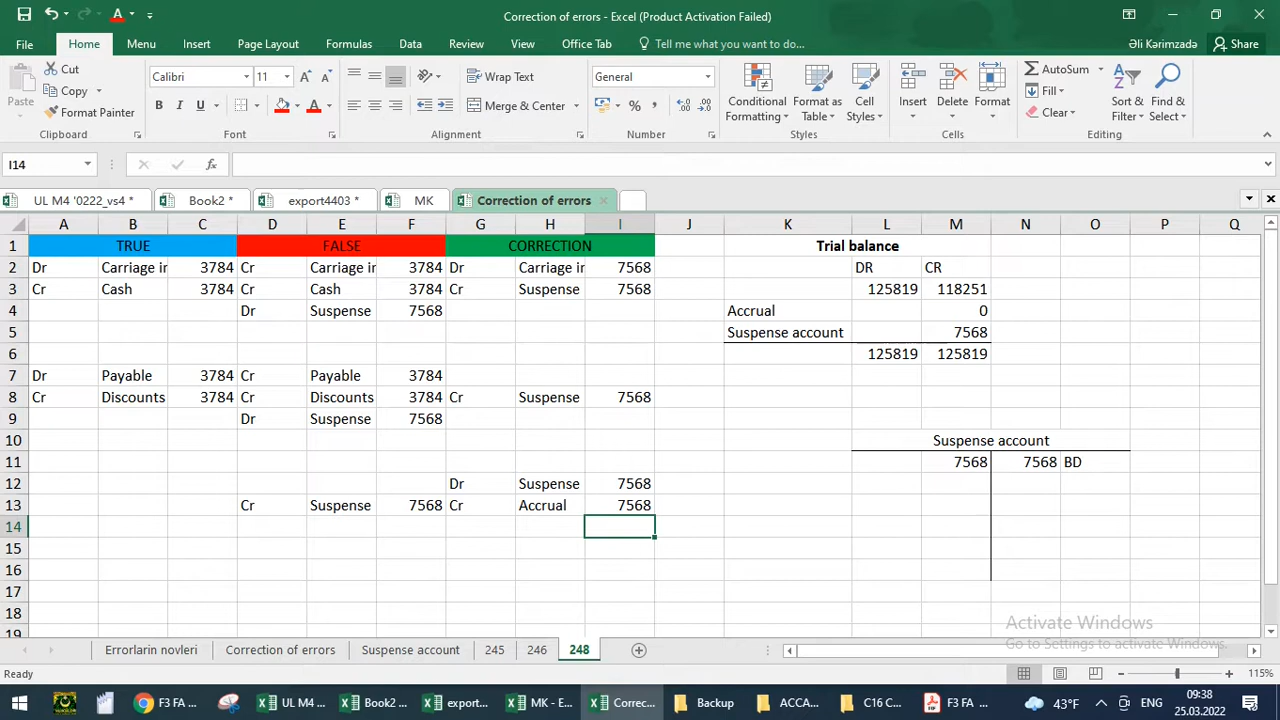 Correction of errors - Excel (Product Activation Failed)
File Home Menu Insert Page Layout Formulas Data Review View Office Tab Tell me what you want to do... Əli Kərimzadə Share
Paste Cut Copy Format Painter Clipboard
Calibri 11 B I U A Font
Wrap Text Merge & Center Alignment
General % Number
Conditional Formatting Format as Table Cell Styles Styles
Insert Delete Format Cells
AutoSum Fill Clear Sort & Filter Find & Select Editing
I14 fx
UL M4 '0222_vs4 * Book2 * export4403 * MK Correction of errors
A B C D E F G H I J K L M N O P Q
1 TRUE FALSE CORRECTION Trial balance
2 Dr Carriage ir 3784 Cr Carriage ir 3784 Dr Carriage ir 7568 DR CR
3 Cr Cash 3784 Cr Cash 3784 Cr Suspense 7568 125819 118251
4 Dr Suspense 7568 Accrual 0
5 Suspense account 7568
6 125819 125819
7 Dr Payable 3784 Cr Payable 3784
8 Cr Discounts 3784 Cr Discounts 3784 Cr Suspense 7568
9 Dr Suspense 7568
10 Suspense account
11 7568 7568 BD
12 Dr Suspense 7568
13 Cr Suspense 7568 Cr Accrual 7568
14
15
16
17
18
19
Activate Windows
Go to Settings to activate Windows.
Errorlarin novleri Correction of errors Suspense account 245 246 248
Ready 115%
F3 FA ... UL M4 ... Book2 ... export... MK - E... Correc... Backup ACCA... C16 C... F3 FA ... 43°F ENG 09:38
25.03.2022